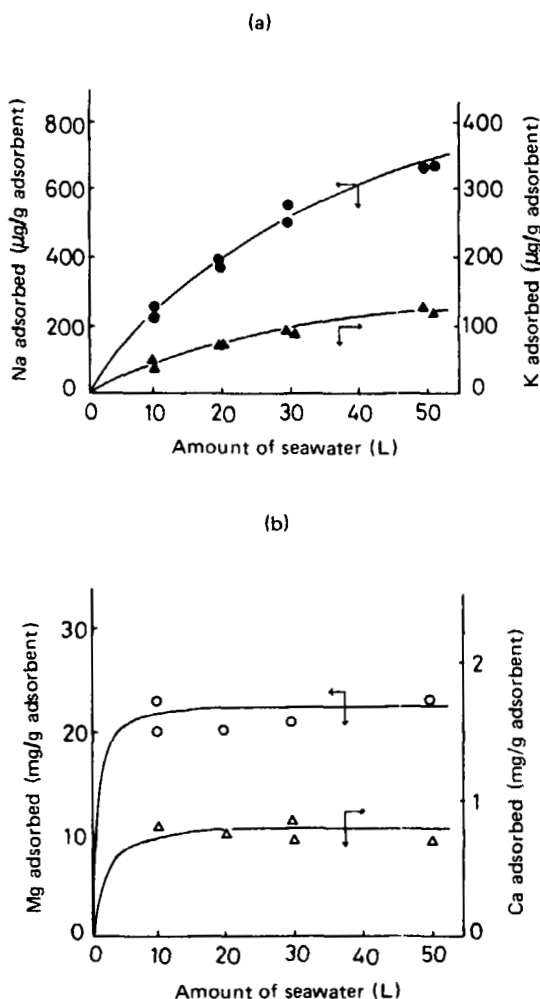 (a)
Na adsorbed (µg/g adsorbent)
800
600
400
200
0
400
300
200
100
0
K adsorbed (µg/g adsorbent)
0 10 20 30 40 50
Amount of seawater (L)
(b)
Mg adsorbed (mg/g adsorbent)
30
20
10
0
2
1
0
Ca adsorbed (mg/g adsorbent)
0 10 20 30 40 50
Amount of seawater (L)